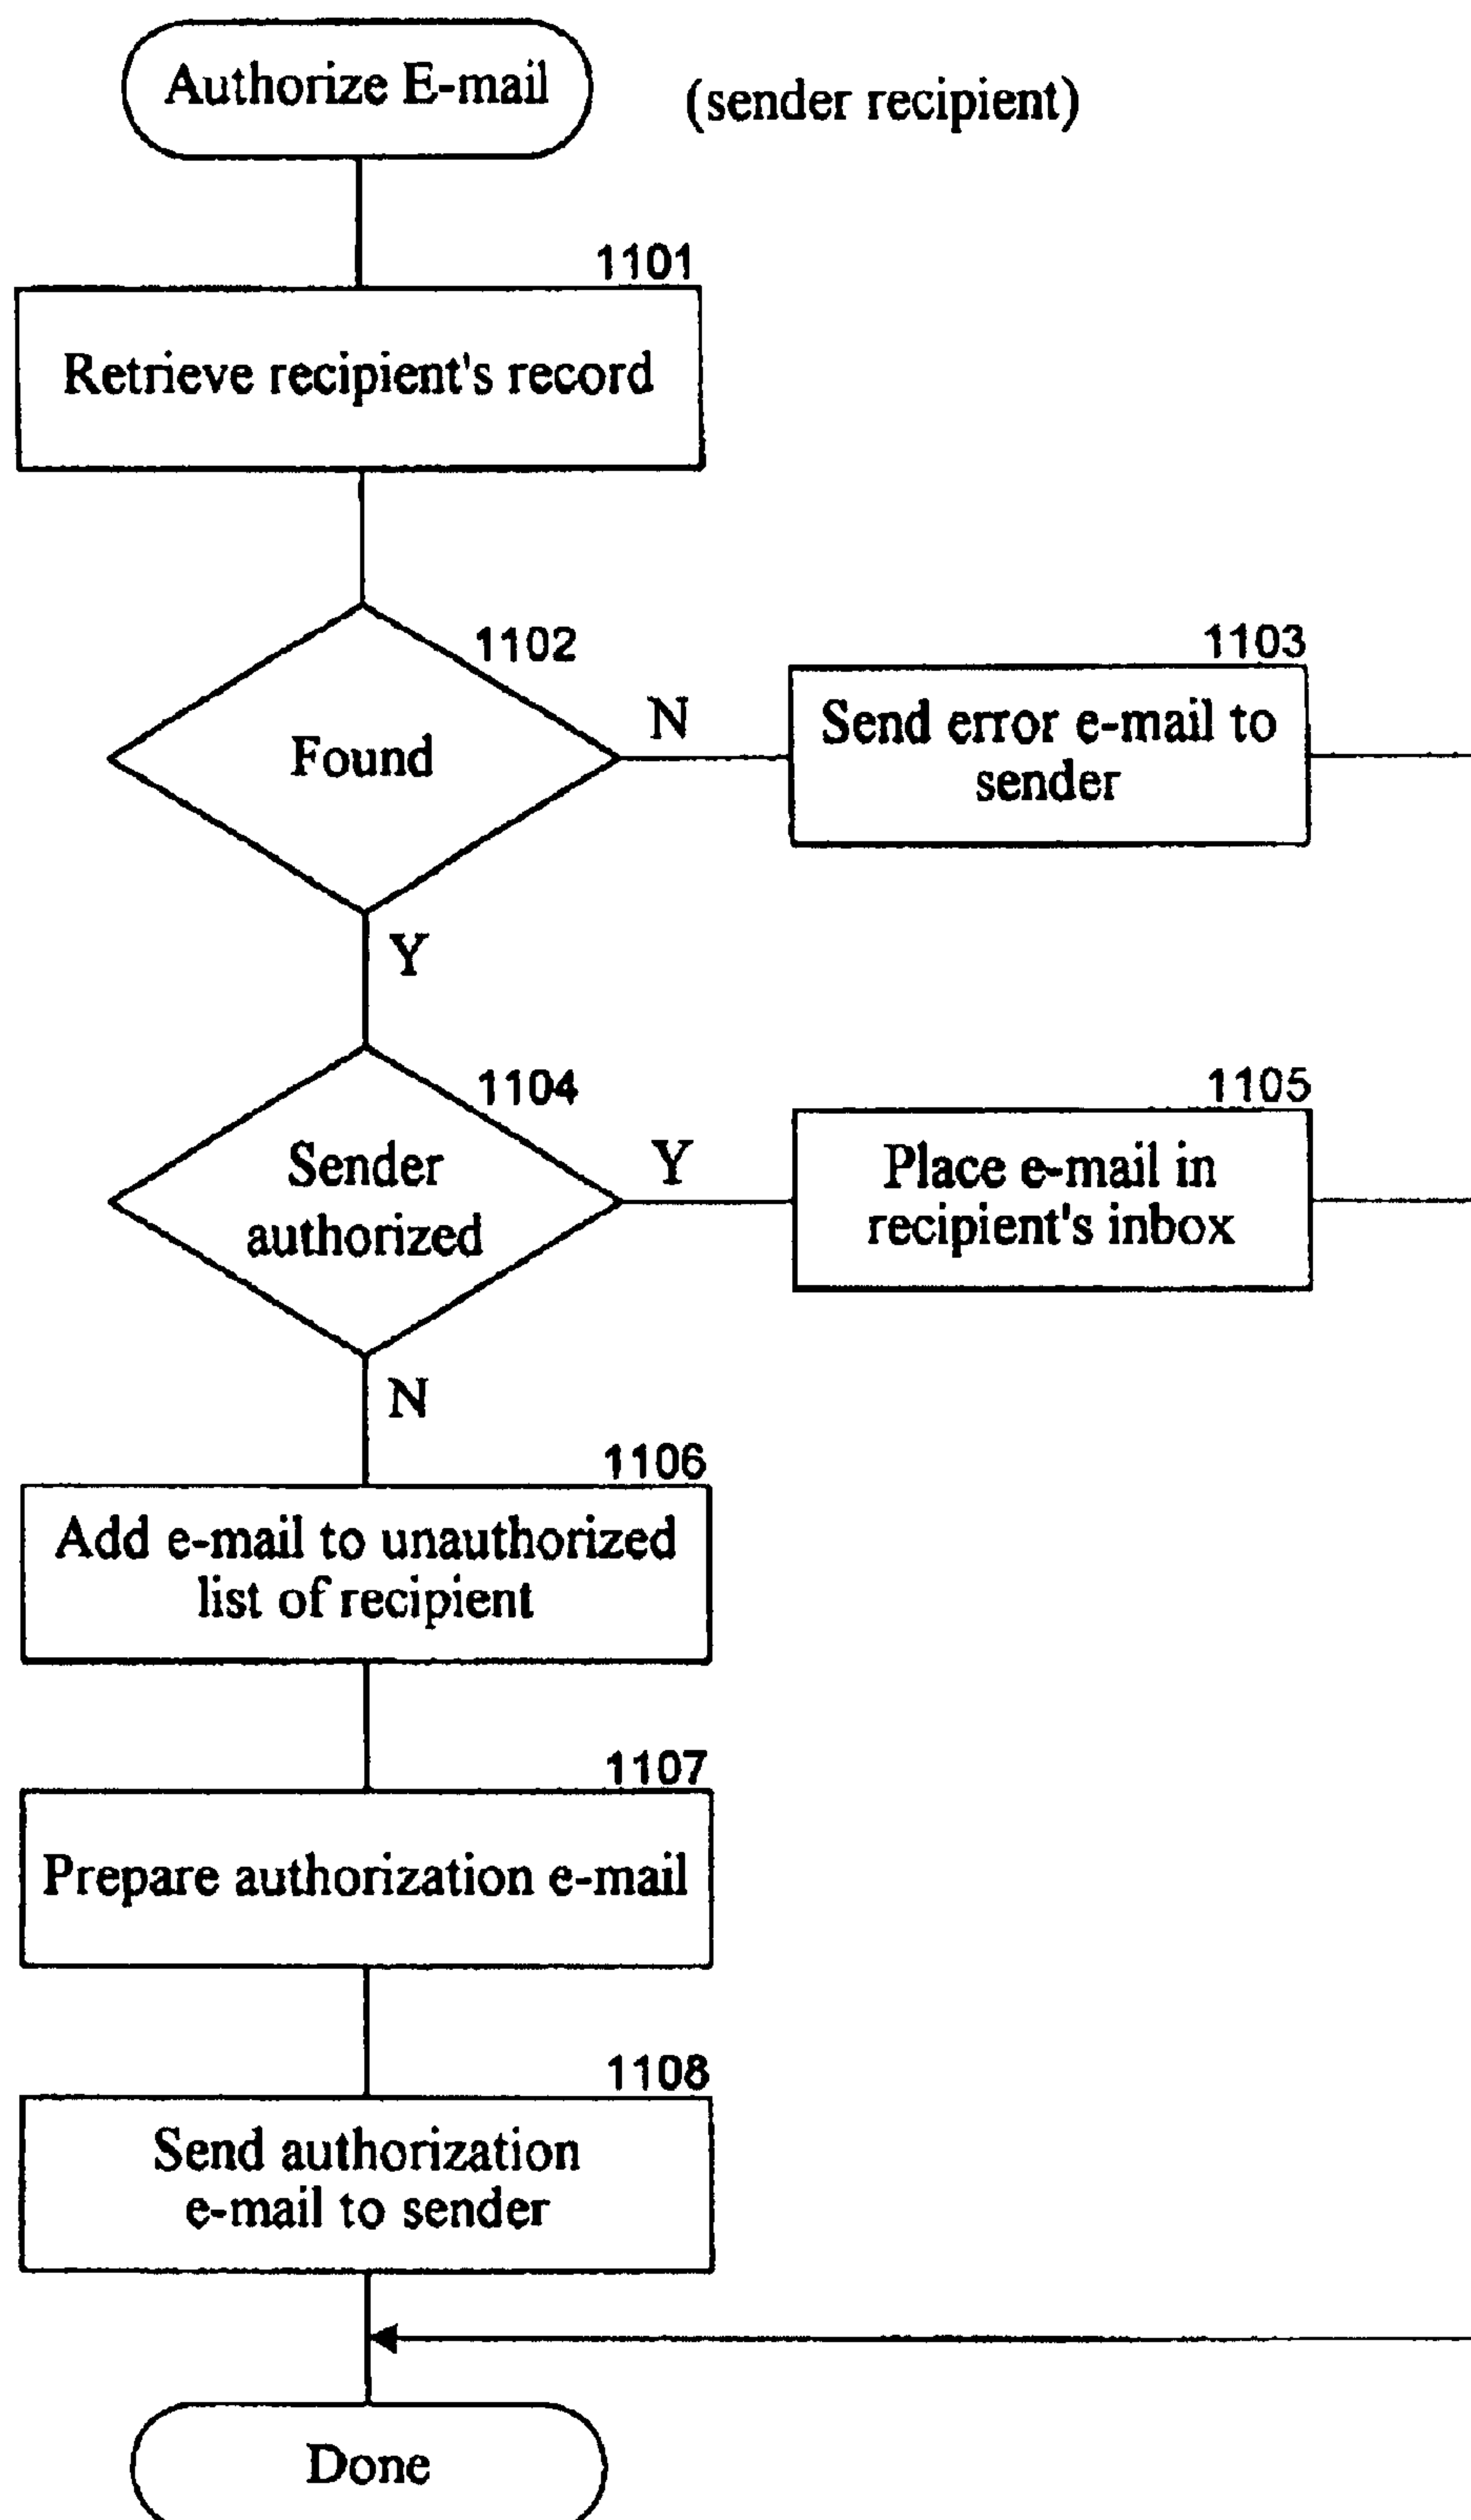 Authorize E-mail
(sender recipient)
1101
Retrieve recipient's record
1102
Found
N
1103
Send error e-mail to
sender
Y
1104
Sender
authorized
Y
1105
Place e-mail in
recipient's inbox
N
1106
Add e-mail to unauthorized
list of recipient
1107
Prepare authorization e-mail
1108
Send authorization
e-mail to sender
Done